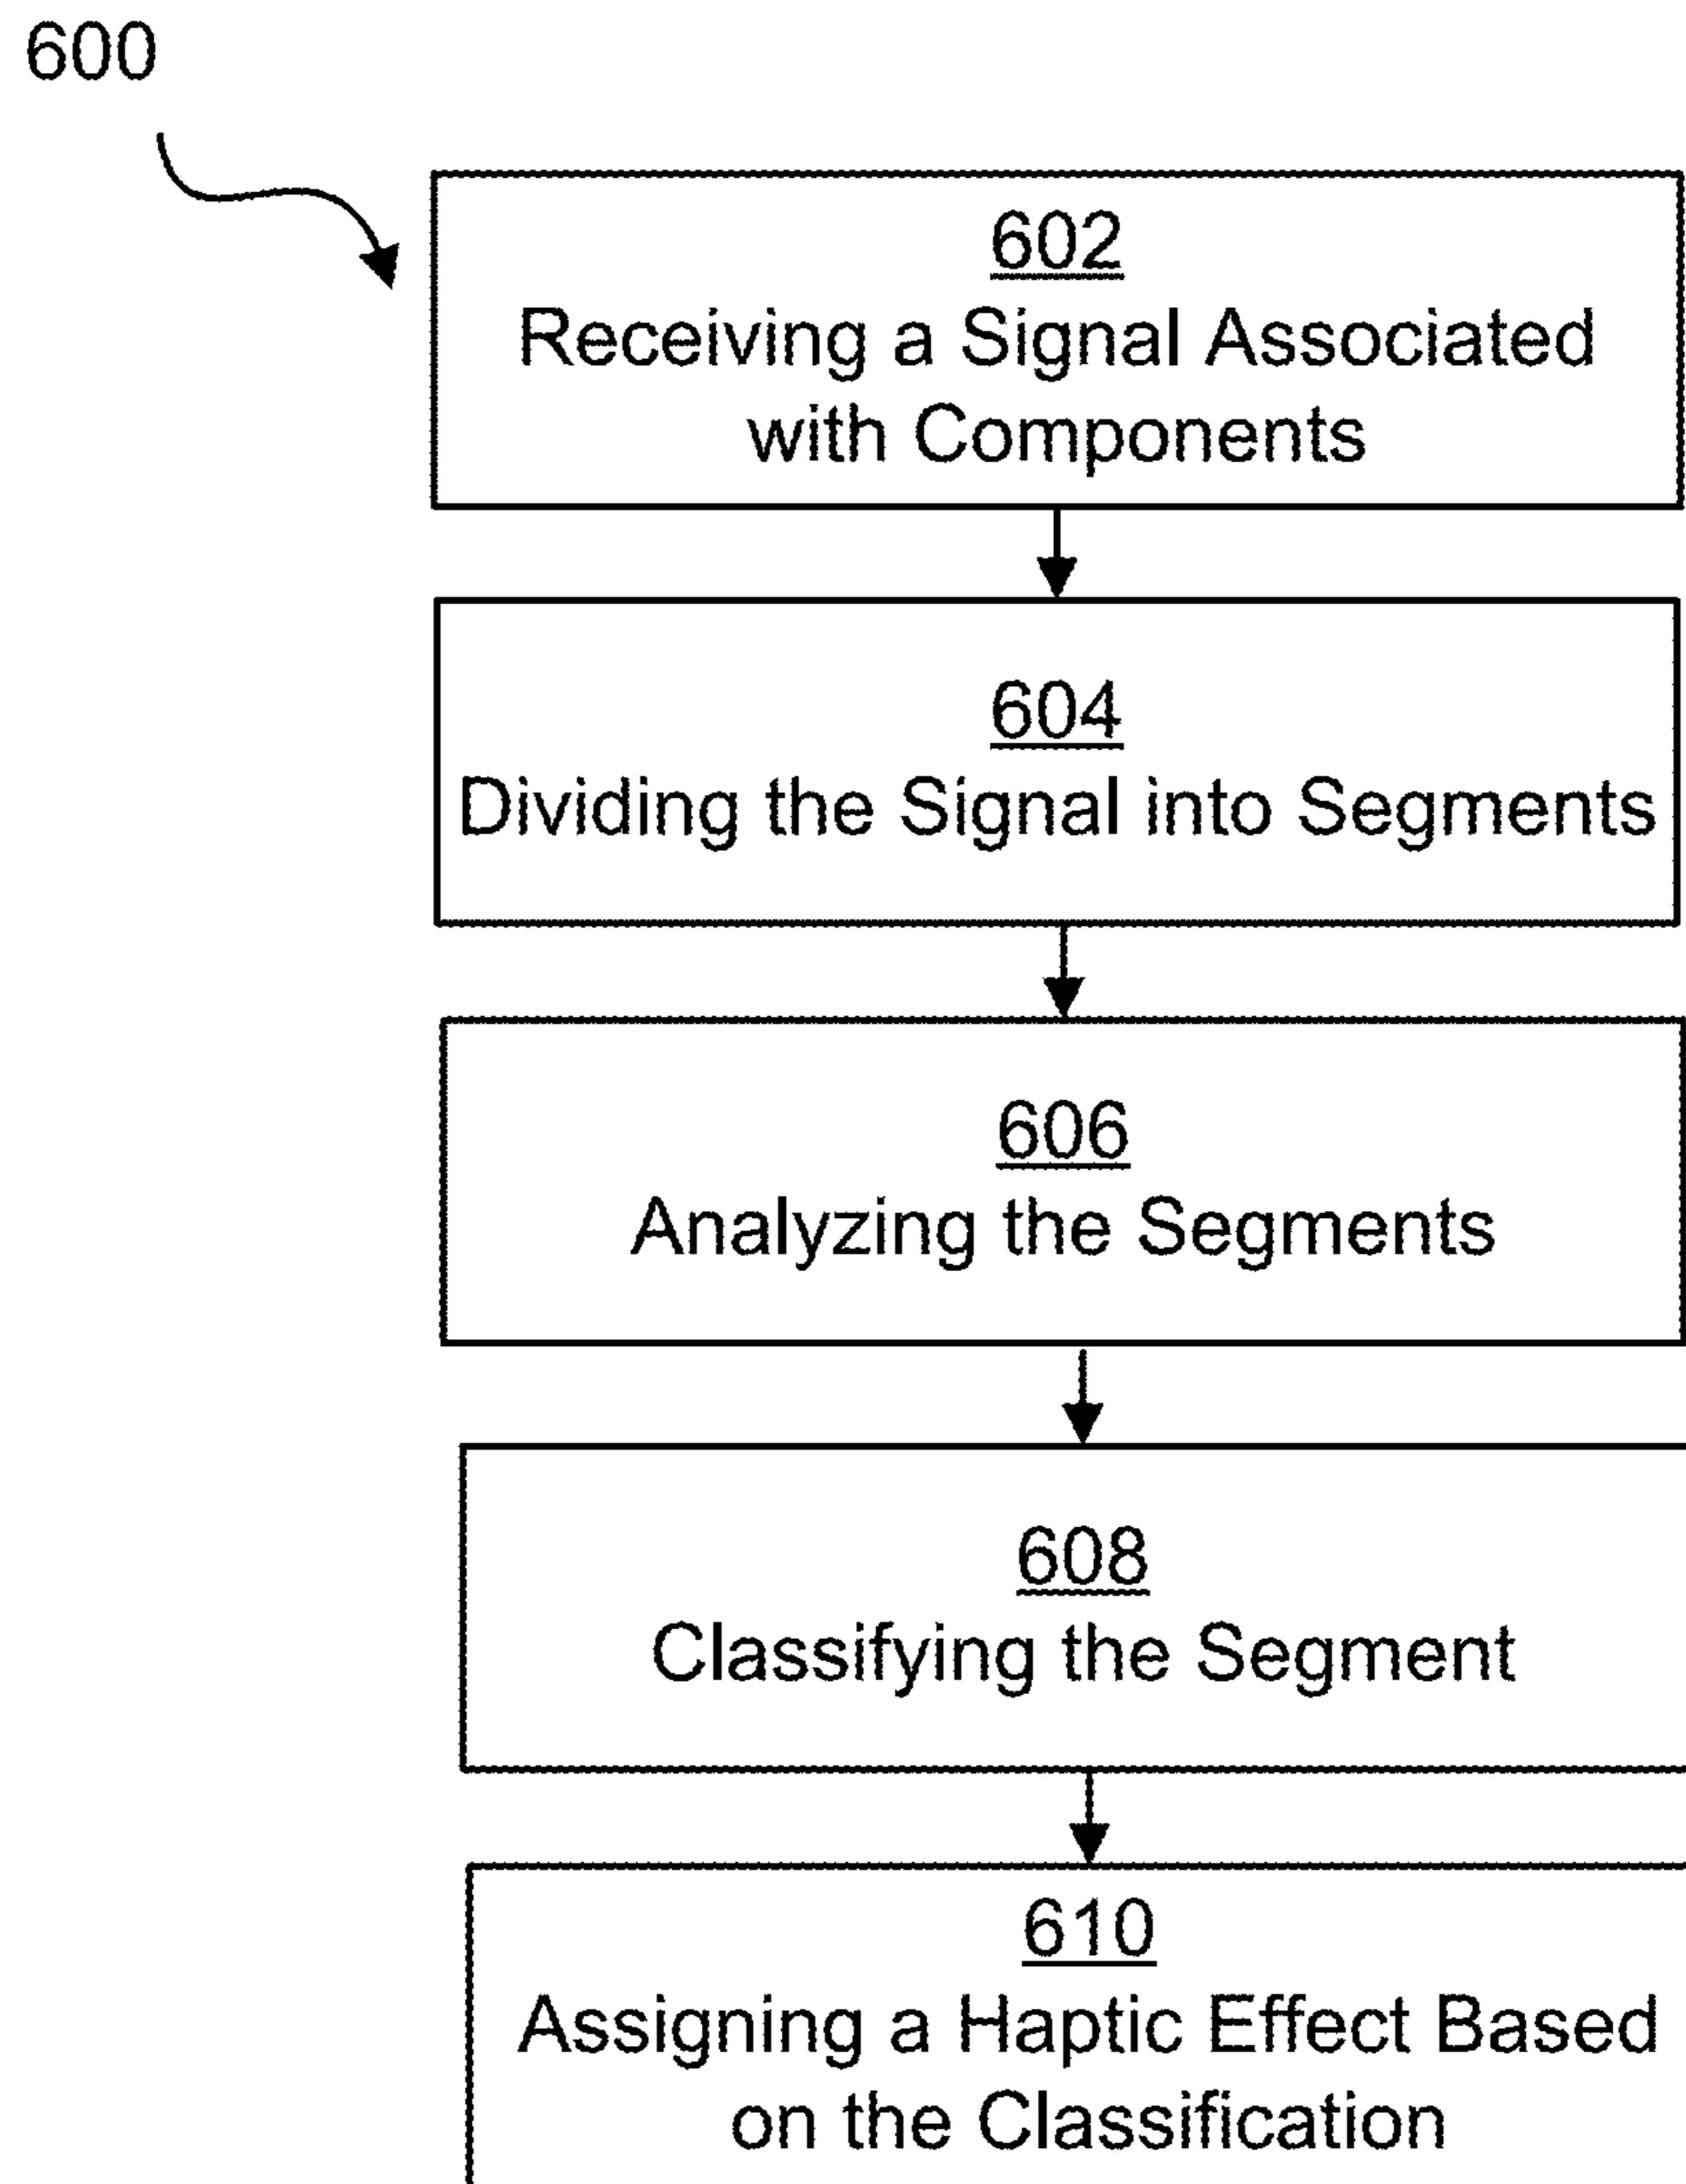 600
602
Receiving a Signal Associated
with Components
604
Dividing the Signal into Segments
606
Analyzing the Segments
608
Classifying the Segment
610
Assigning a Haptic Effect Based
on the Classification